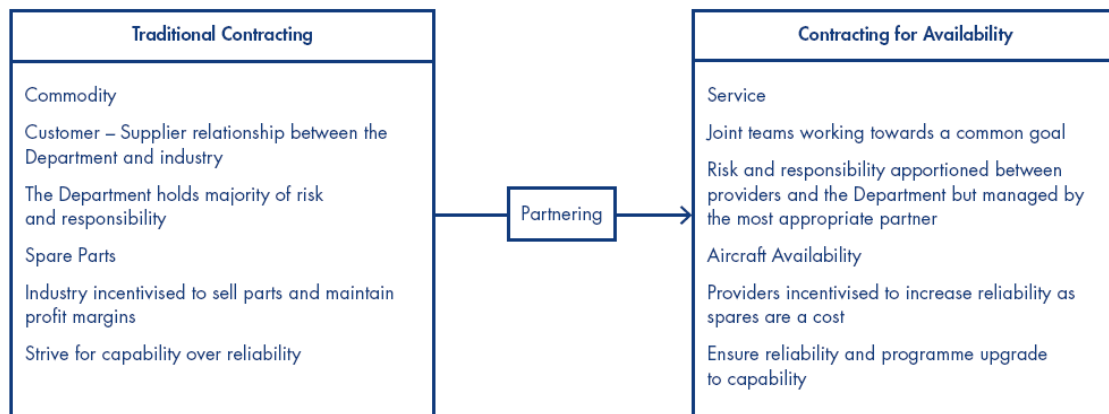 Traditional Contracting
Commodity
Customer – Supplier relationship between the
Department and industry
The Department holds majority of risk
and responsibility
Spare Parts
Industry incentivised to sell parts and maintain
profit margins
Strive for capability over reliability
Partnering
Contracting for Availability
Service
Joint teams working towards a common goal
Risk and responsibility apportioned between
providers and the Department but managed by
the most appropriate partner
Aircraft Availability
Providers incentivised to increase reliability as
spares are a cost
Ensure reliability and programme upgrade
to capability